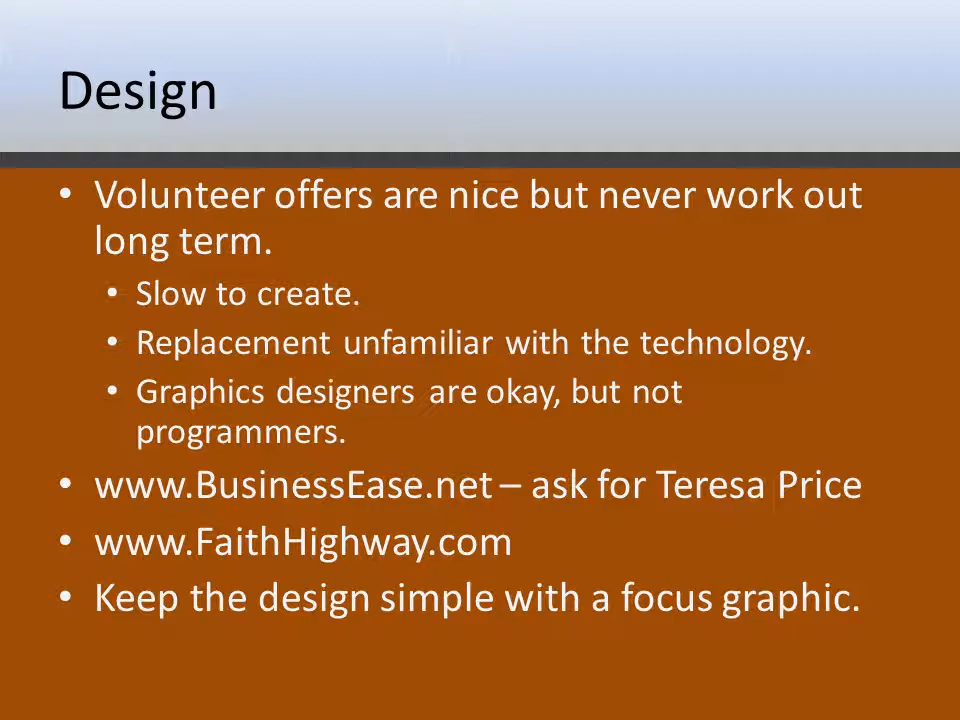 Design
• Volunteer offers are nice but never work out
long term.
• Slow to create.
• Replacement unfamiliar with the technology.
• Graphics designers are okay, but not
programmers.
• www.BusinessEase.net – ask for Teresa Price
• www.FaithHighway.com
• Keep the design simple with a focus graphic.